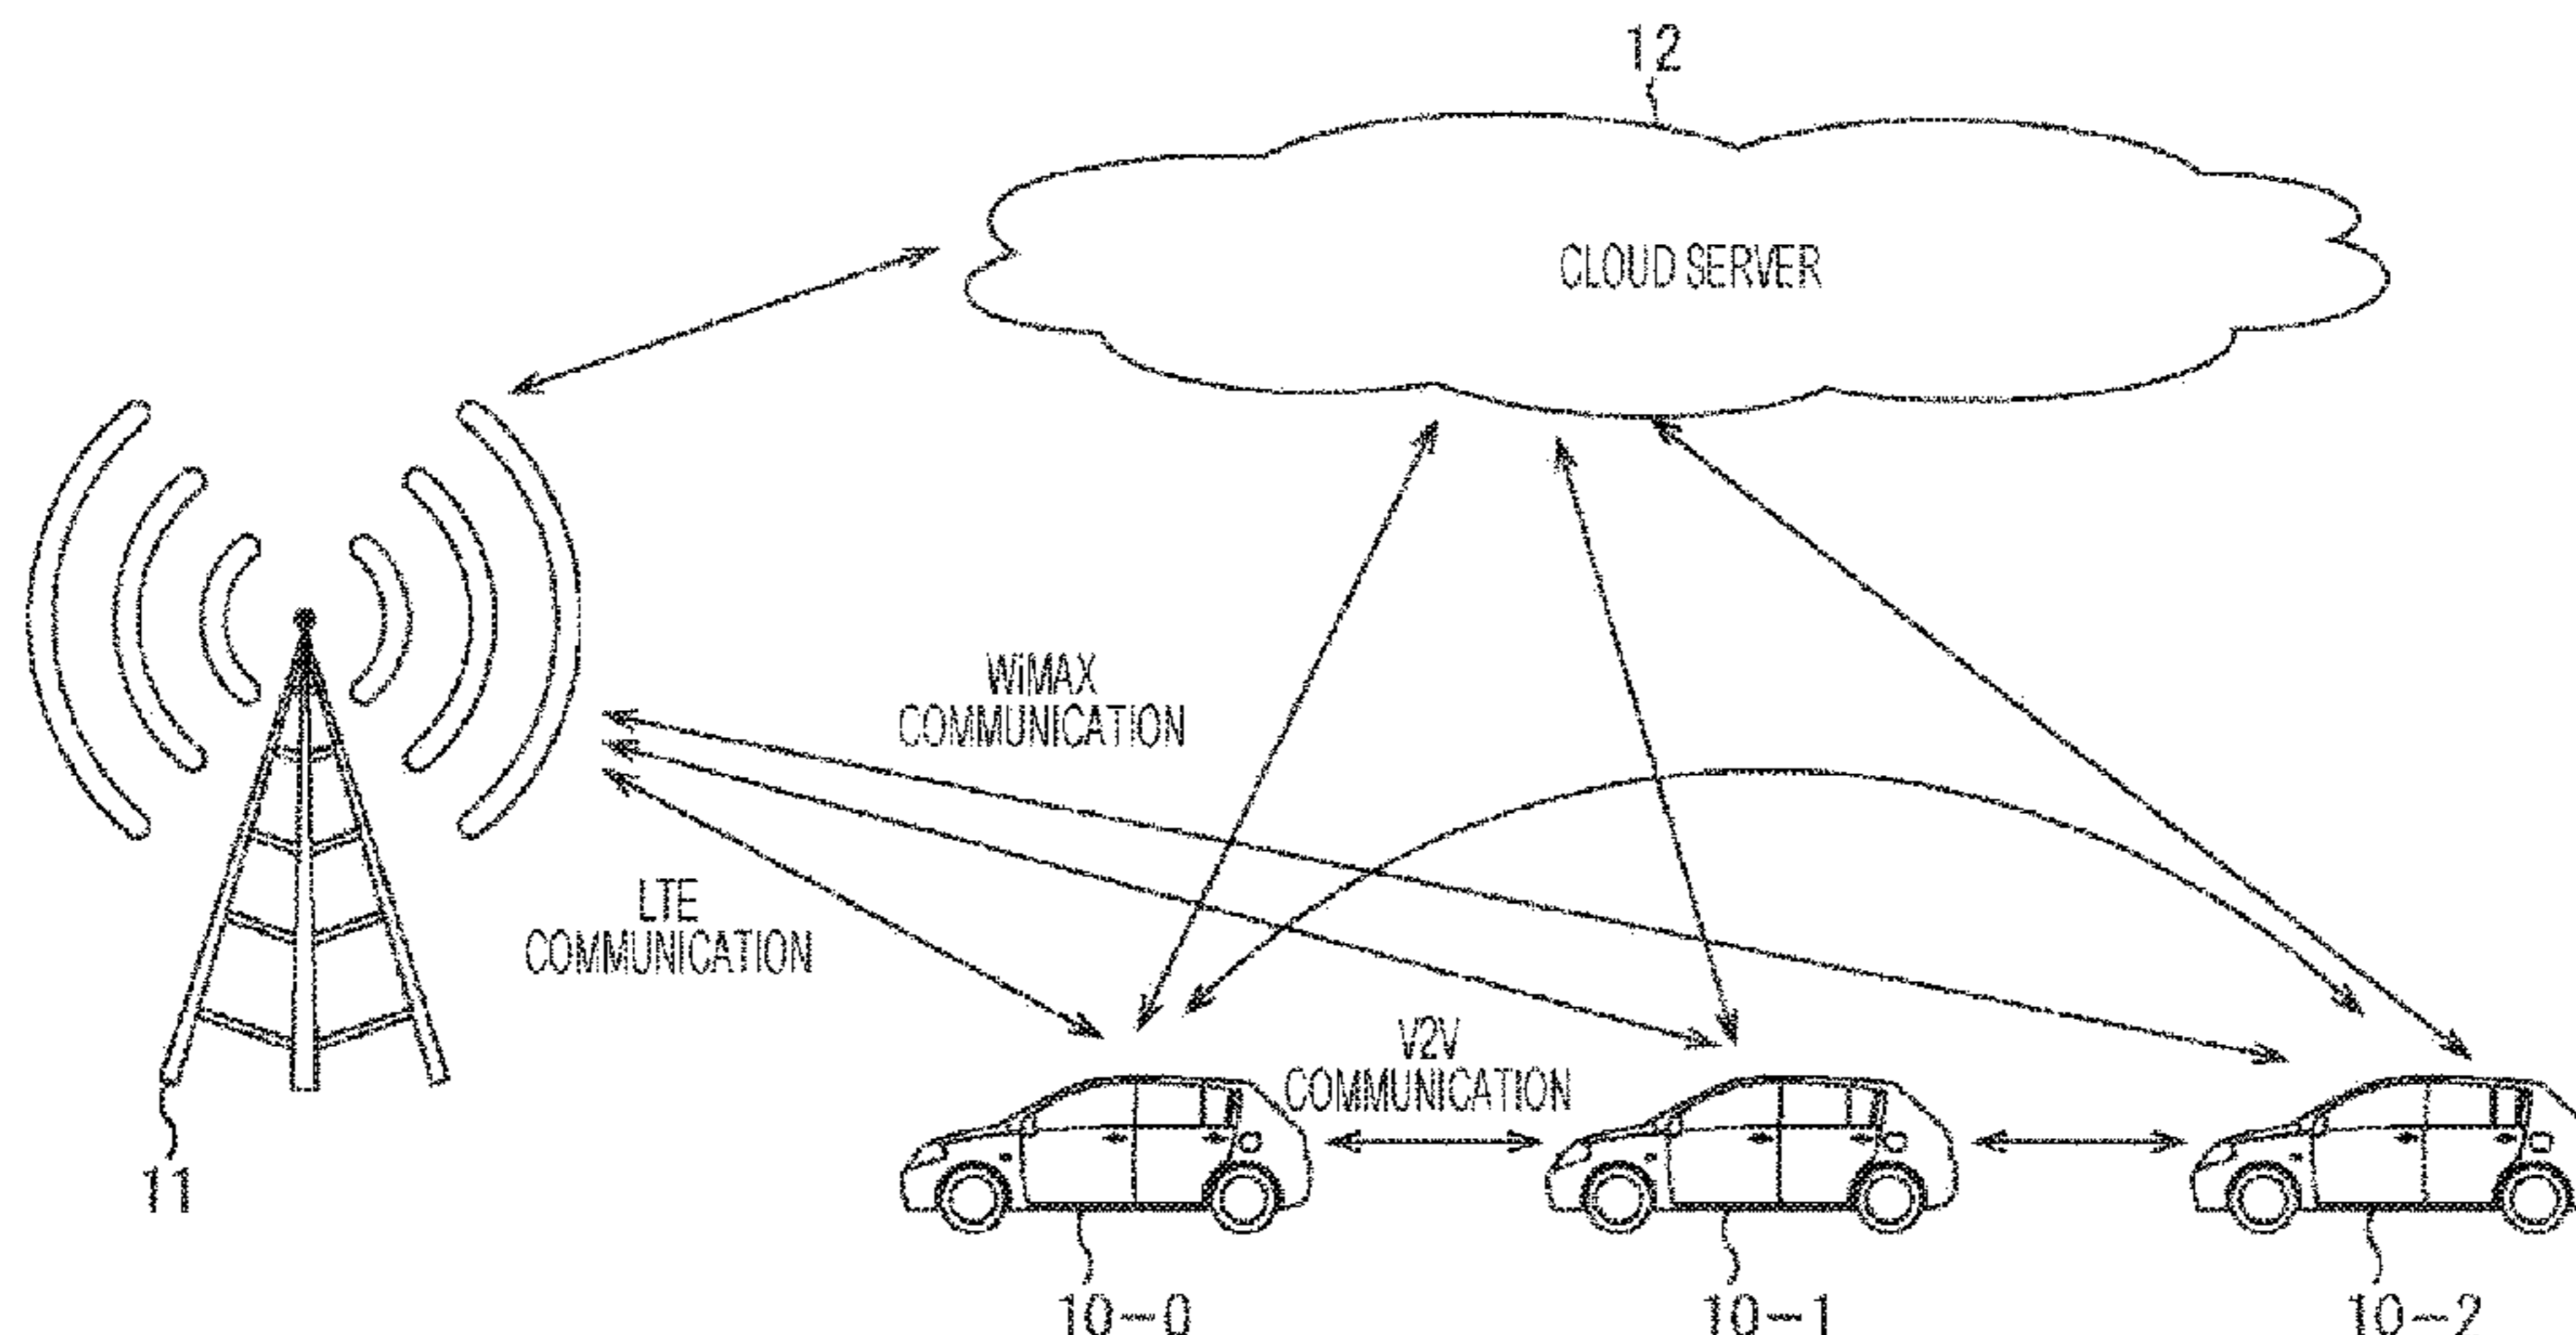 12
CLOUD SERVER
WiMAX
COMMUNICATION
LTE
COMMUNICATION
V2V
COMMUNICATION
11
10-0
10-1
10-2